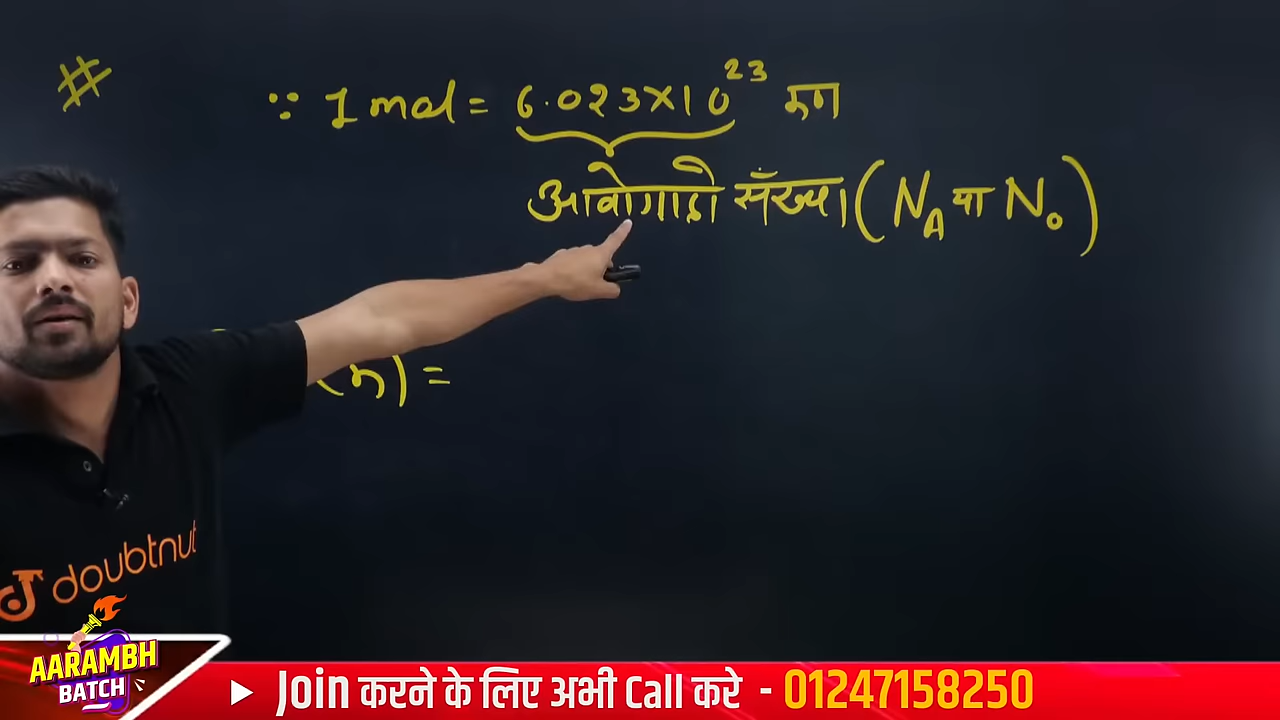 #
∵ 1 mol = 6.023×10²³ कण
आवोगाद्रो सँख्या (N_A या N₀)
(n) =
doubtnut
AARAMBH
BATCH
Join करने के लिए अभी Call करे - 01247158250